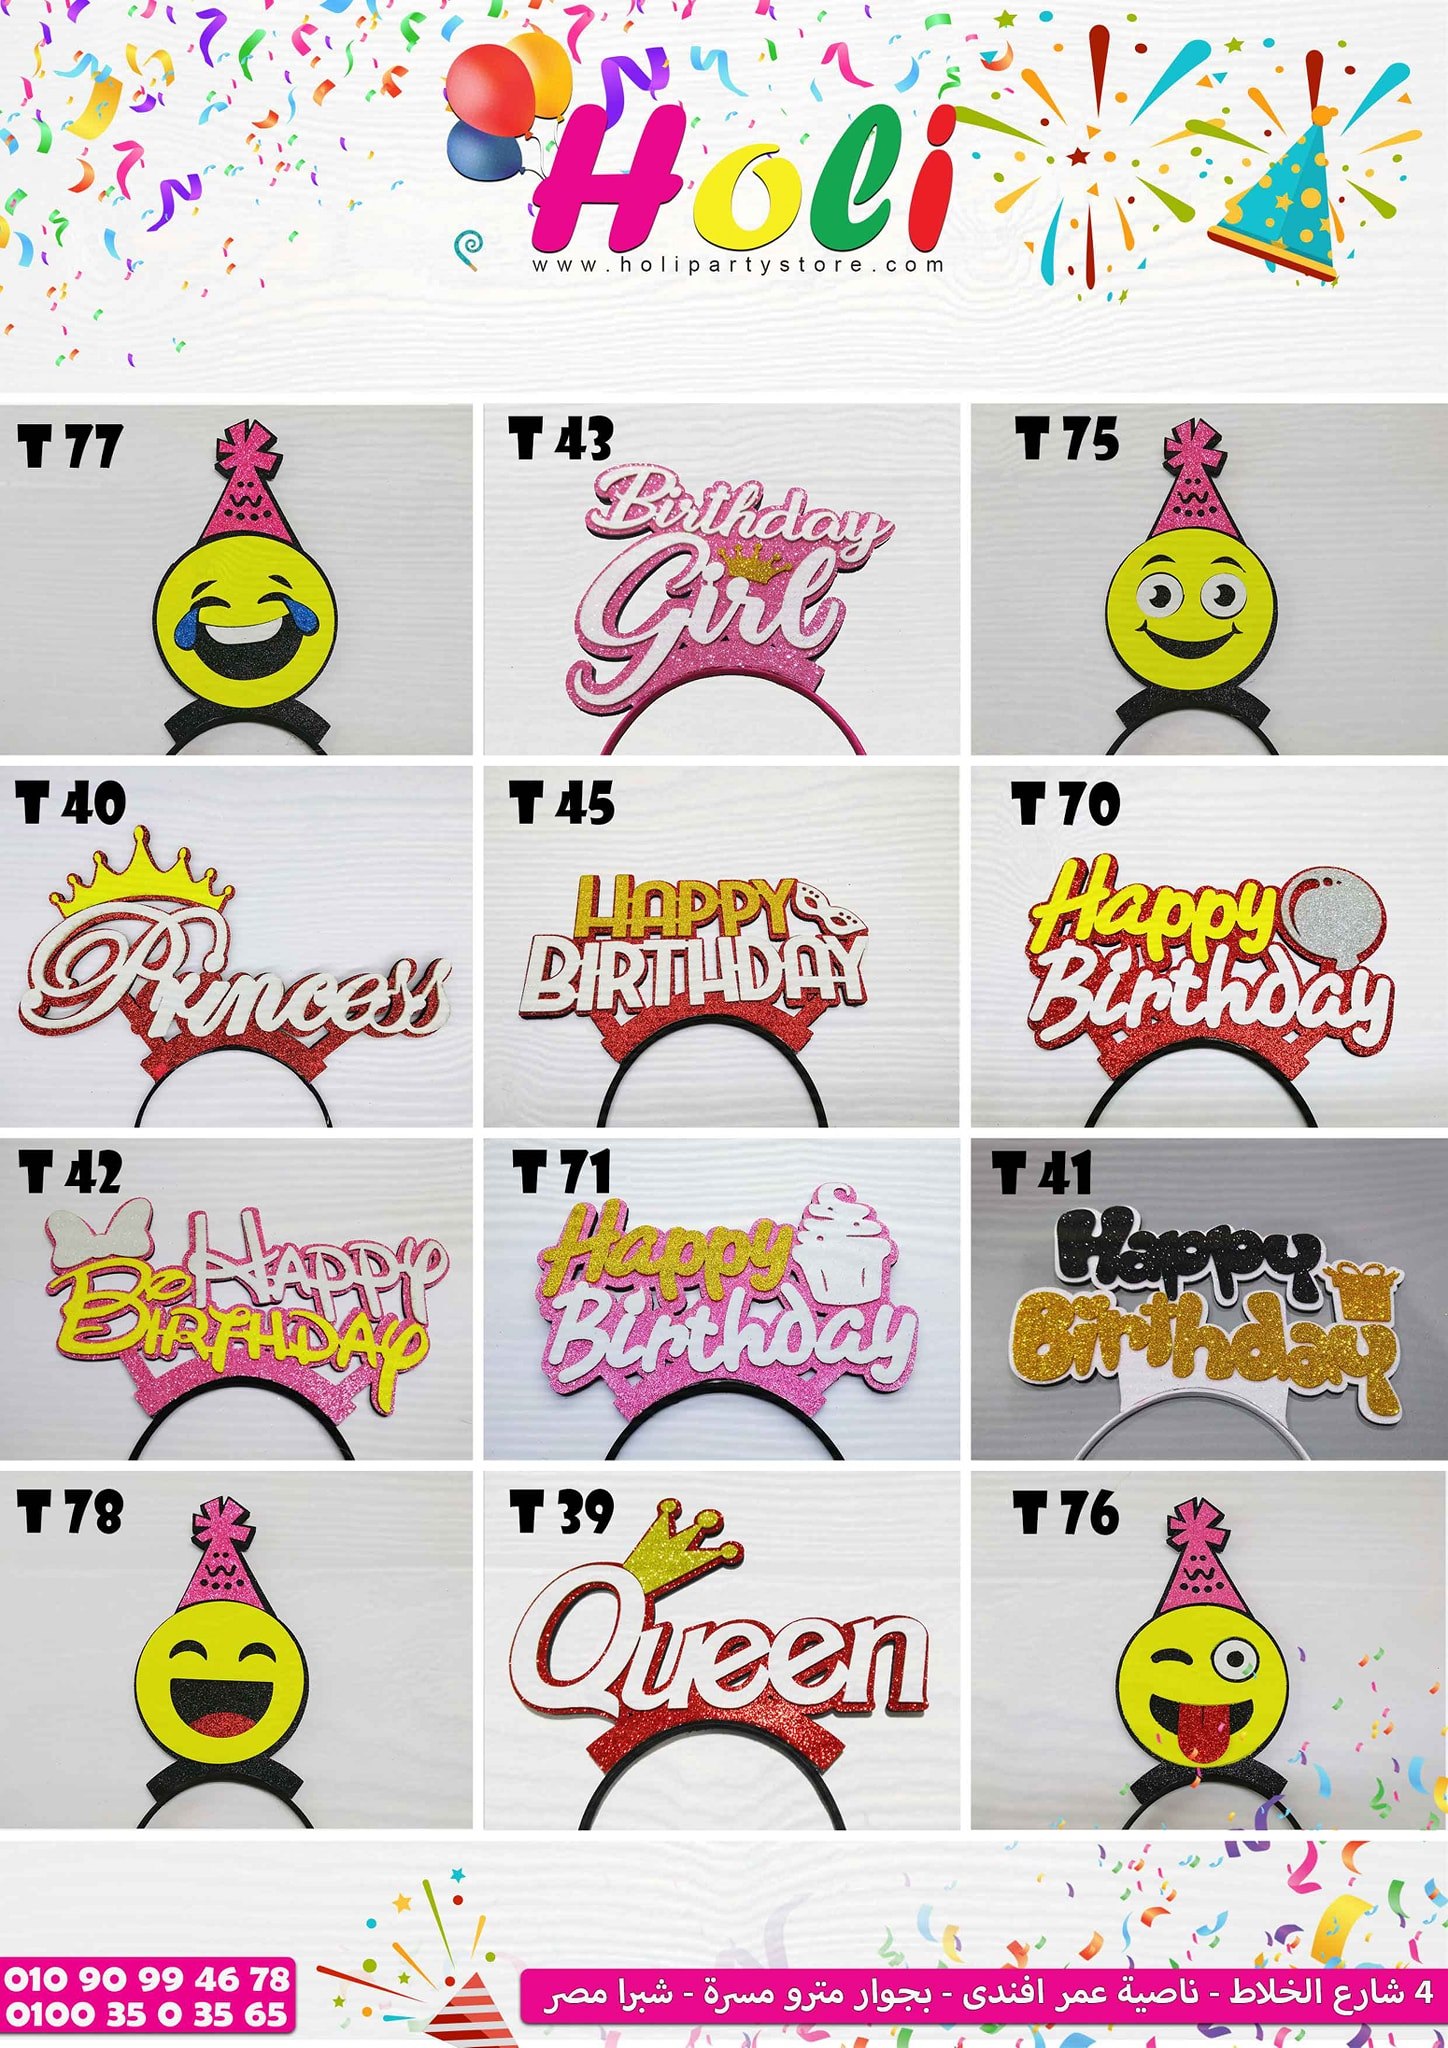 Holi
www.holipartystore.com
T 77
T 43
Birthday
Girl
T 75
T 40
Princess
T 45
HAPPY
BIRTHDAY
T 70
Happy
Birthday
T 42
Be HAPPY
BIRTHDAY
T 71
Happy
Birthday
T 41
Happy
Birthday
T 78
T 39
Queen
T 76
010 90 99 46 78
0100 35 0 35 65
4 شارع الخلاط - ناصية عمر افندى - بجوار مترو مسرة - شبرا مصر